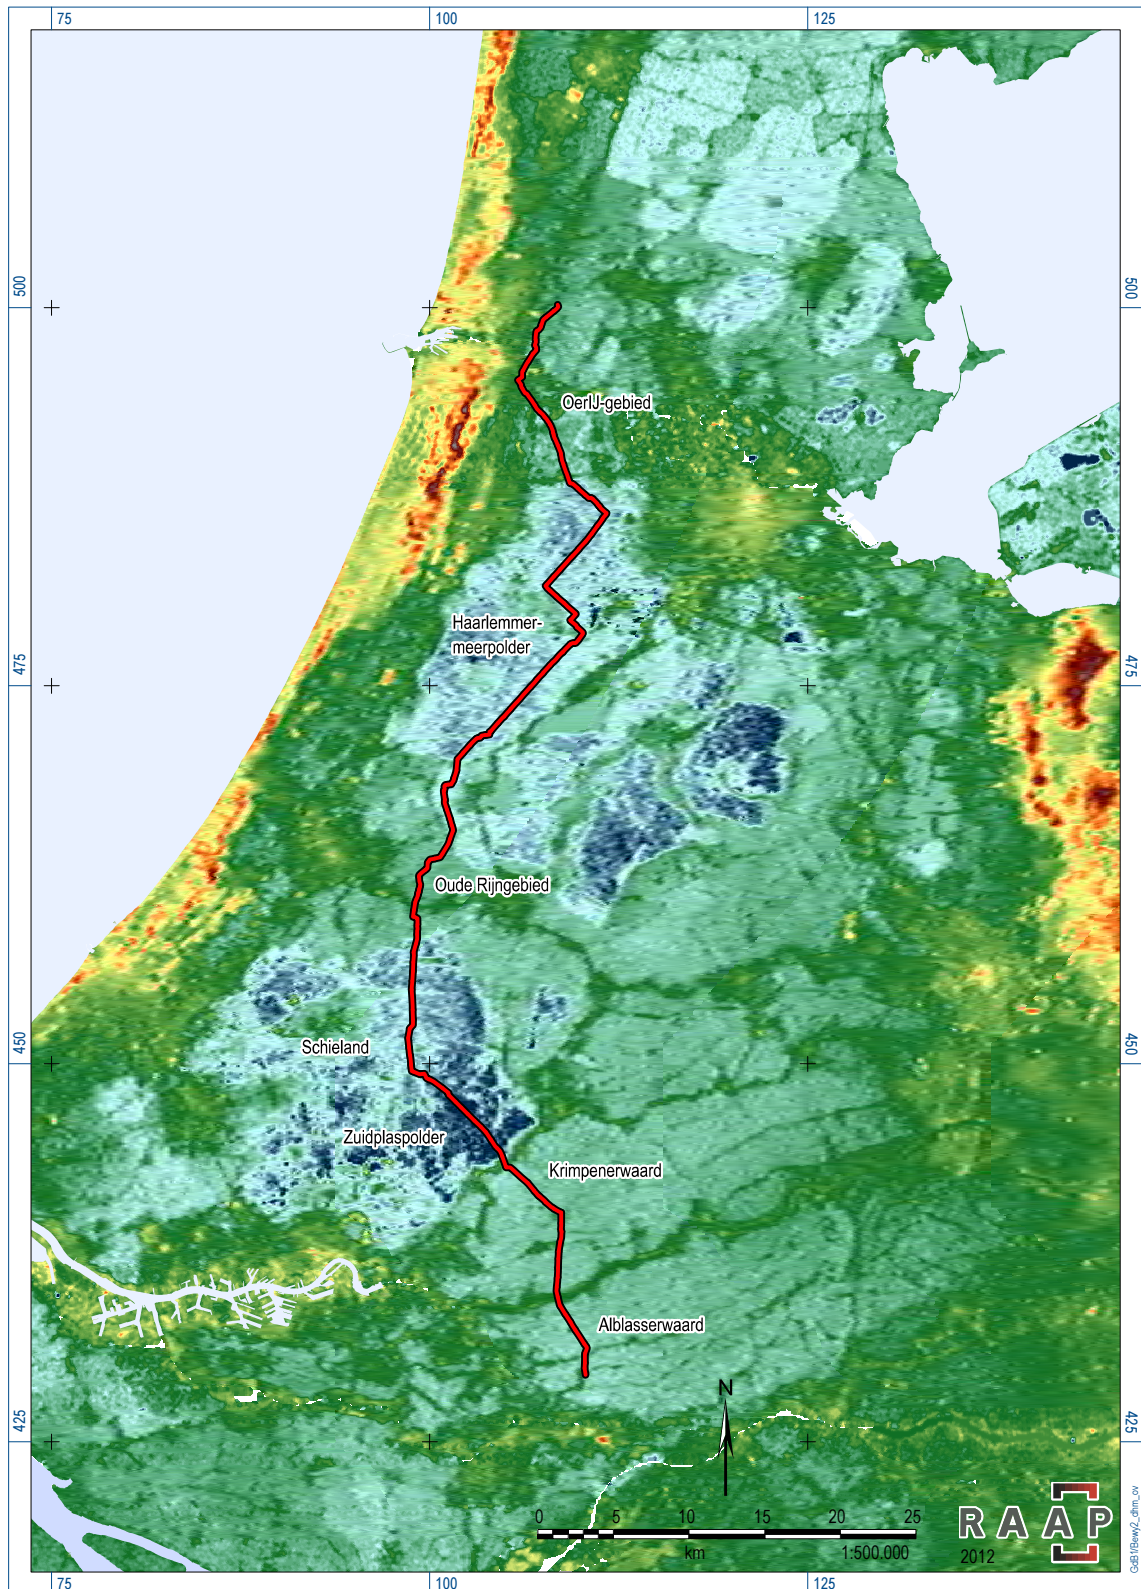 75 100 125
500 500
OerIJ-gebied
Haarlemmer-
meerpolder
475 475
Oude Rijngebied
450 450
Schieland
Zuidplaspolder
Krimpenerwaard
Alblasserwaard
N
425 425
0 5 10 15 20 25
km 1:500.000
RAAP
2012
75 100 125